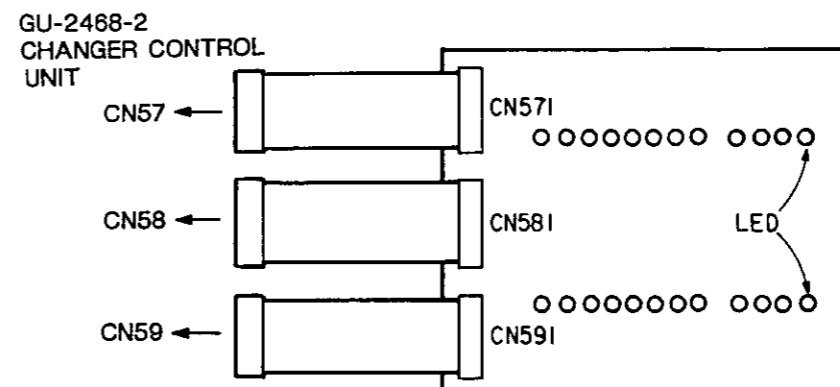 GU-2468-2
CHANGER CONTROL
UNIT
CN57
CN571
CN58
CN581
LED
CN59
CN591